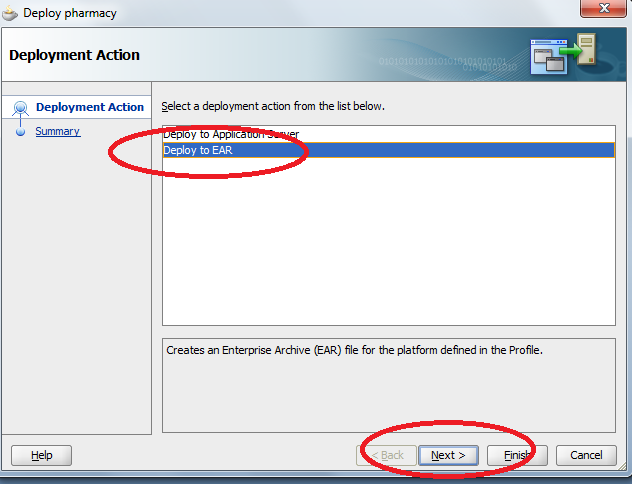 Deploy pharmacy
Deployment Action
01010101010101010101010101
010101010101
Deployment Action
Summary
Select a deployment action from the list below.
Deploy to Application Server
Deploy to EAR
Creates an Enterprise Archive (EAR) file for the platform defined in the Profile.
Help
< Back
Next >
Finish
Cancel